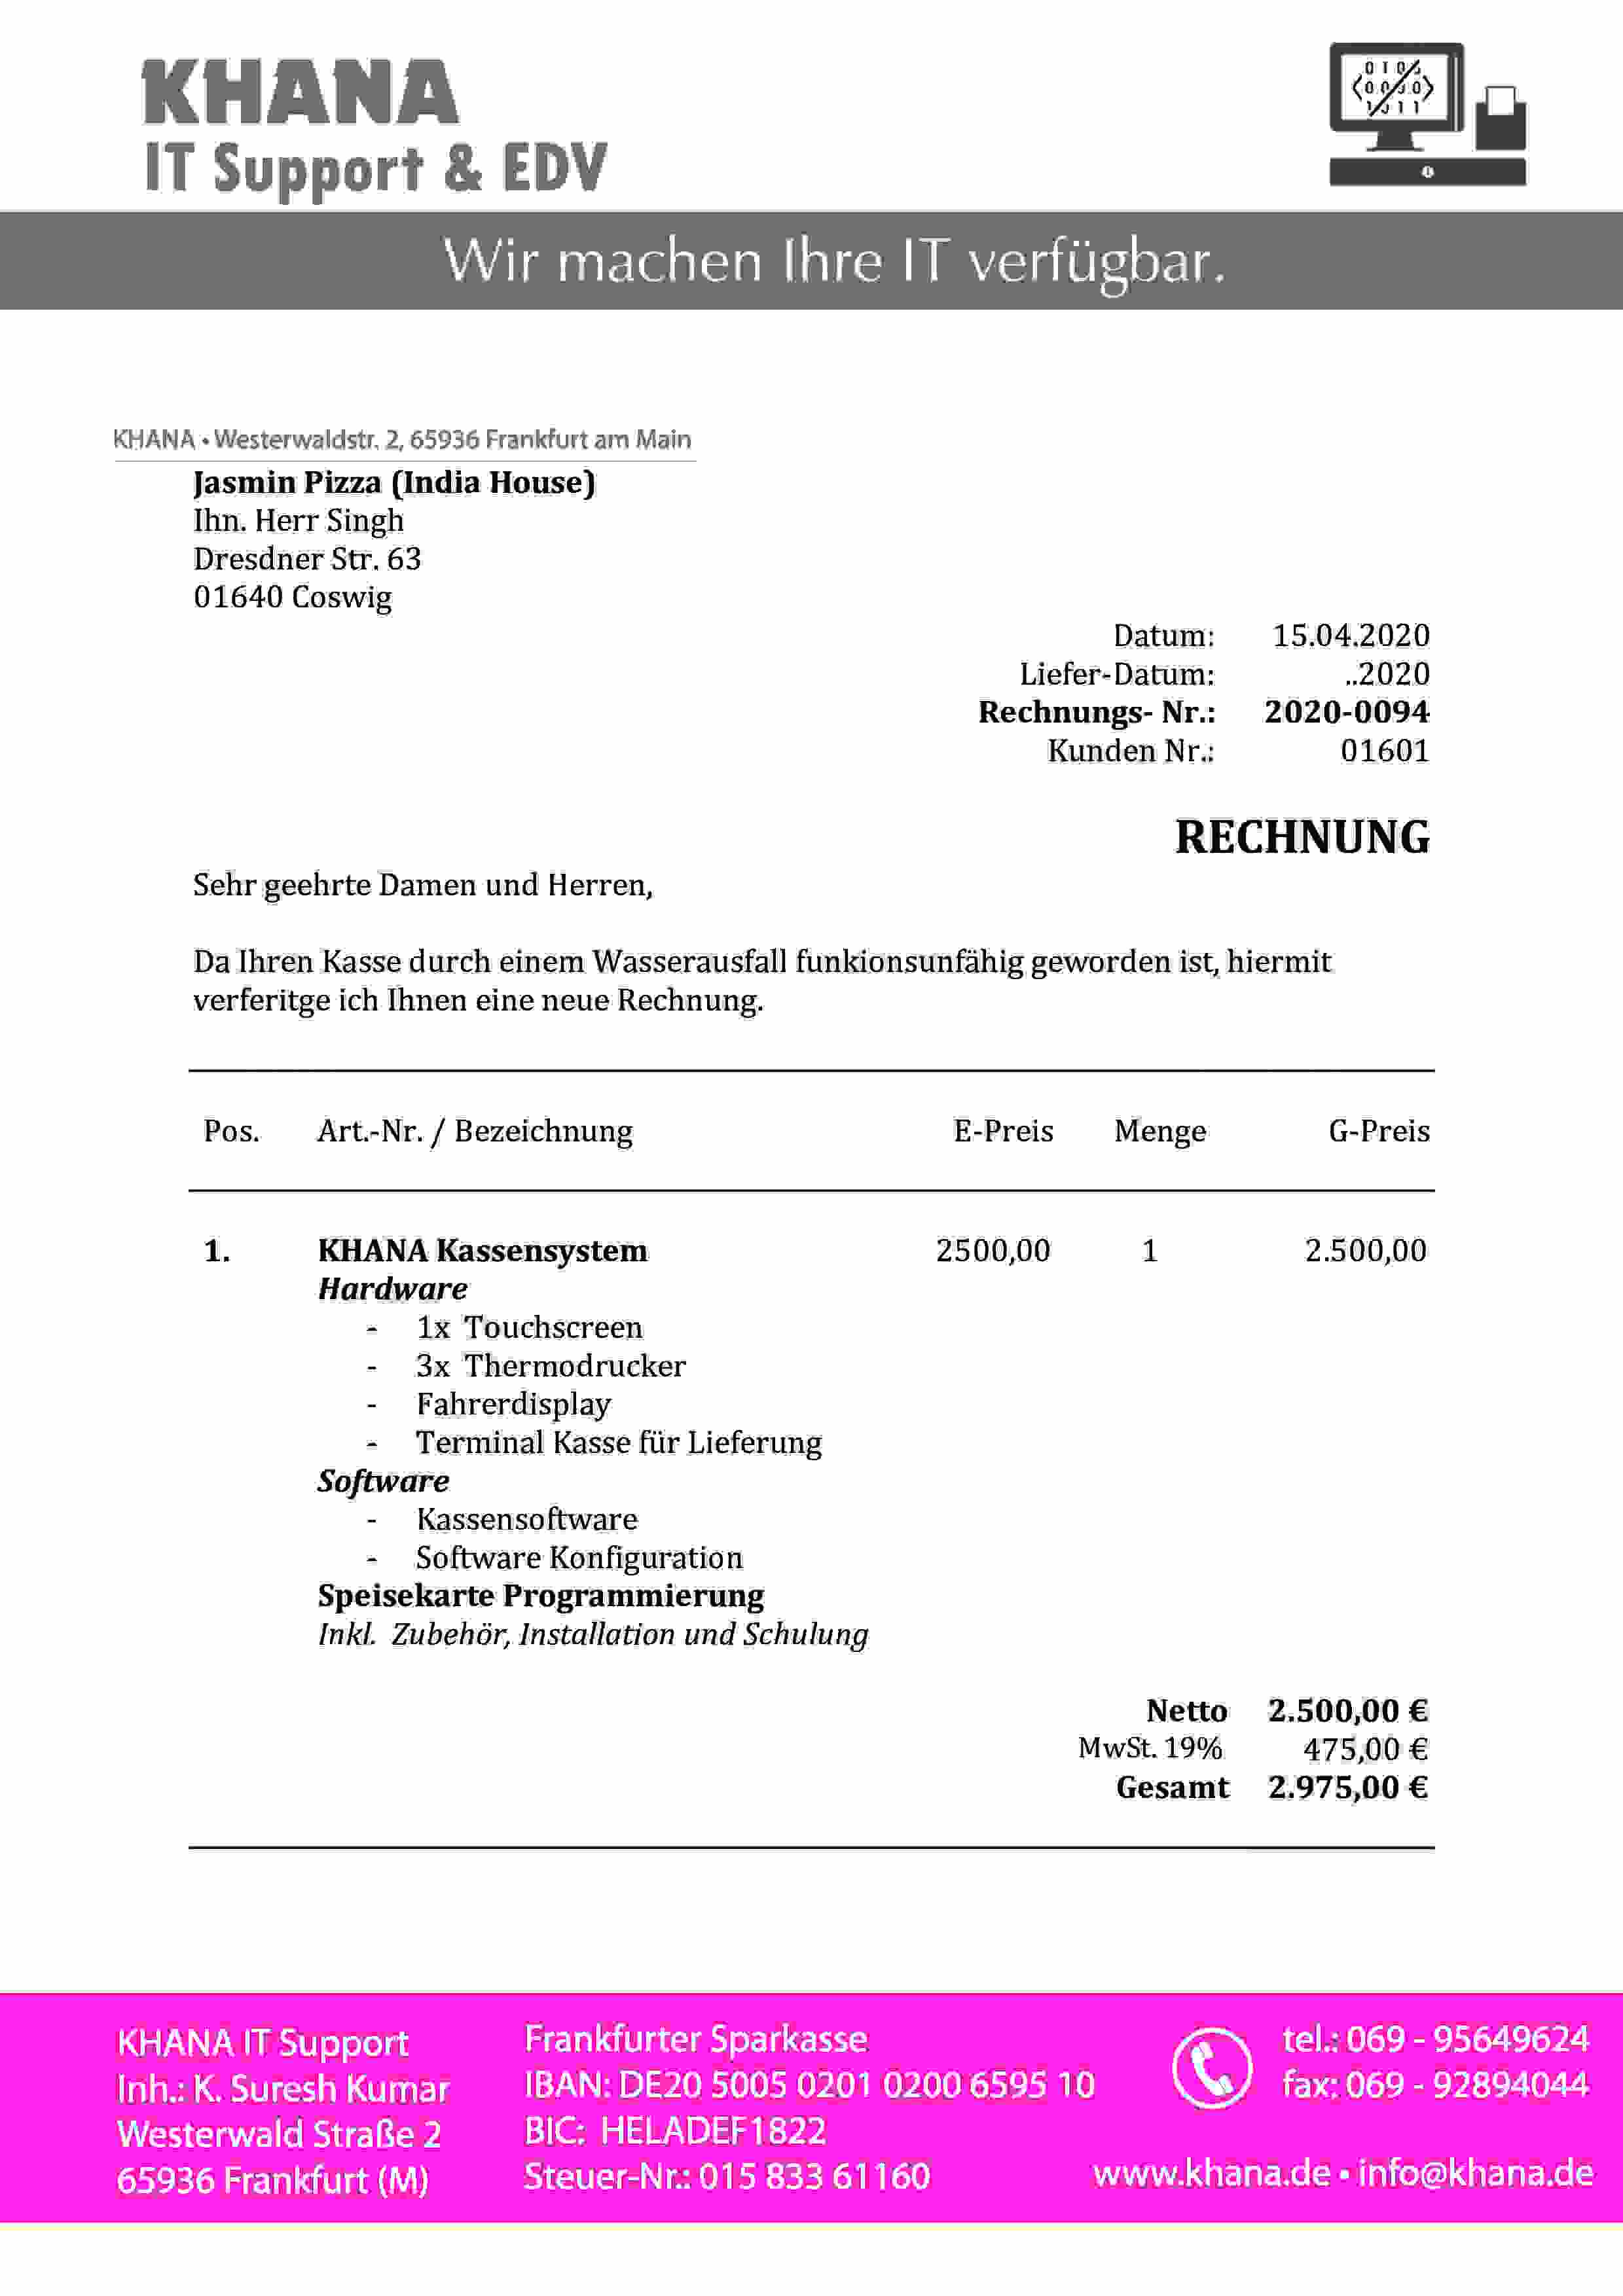 KHANA
IT Support & EDV
Wir machen Ihre IT verfügbar.
KHANA • Westerwaldstr. 2, 65936 Frankfurt am Main
Jasmin Pizza (India House)
Ihn. Herr Singh
Dresdner Str. 63
01640 Coswig
Datum: 15.04.2020
Liefer-Datum: ..2020
Rechnungs- Nr.: 2020-0094
Kunden Nr.: 01601
RECHNUNG
Sehr geehrte Damen und Herren,
Da Ihren Kasse durch einem Wasserausfall funkionsunfähig geworden ist, hiermit
verferitge ich Ihnen eine neue Rechnung.
Pos. Art.-Nr. / Bezeichnung E-Preis Menge G-Preis
1. KHANA Kassensystem 2500,00 1 2.500,00
Hardware
- 1x Touchscreen
- 3x Thermodrucker
- Fahrerdisplay
- Terminal Kasse für Lieferung
Software
- Kassensoftware
- Software Konfiguration
Speisekarte Programmierung
Inkl. Zubehör, Installation und Schulung
Netto 2.500,00 €
MwSt. 19% 475,00 €
Gesamt 2.975,00 €
KHANA IT Support
Inh.: K. Suresh Kumar
Westerwald Straße 2
65936 Frankfurt (M)
Frankfurter Sparkasse
IBAN: DE20 5005 0201 0200 6595 10
BIC: HELADEF1822
Steuer-Nr.: 015 833 61160
tel.: 069 - 95649624
fax: 069 - 92894044
www.khana.de • info@khana.de